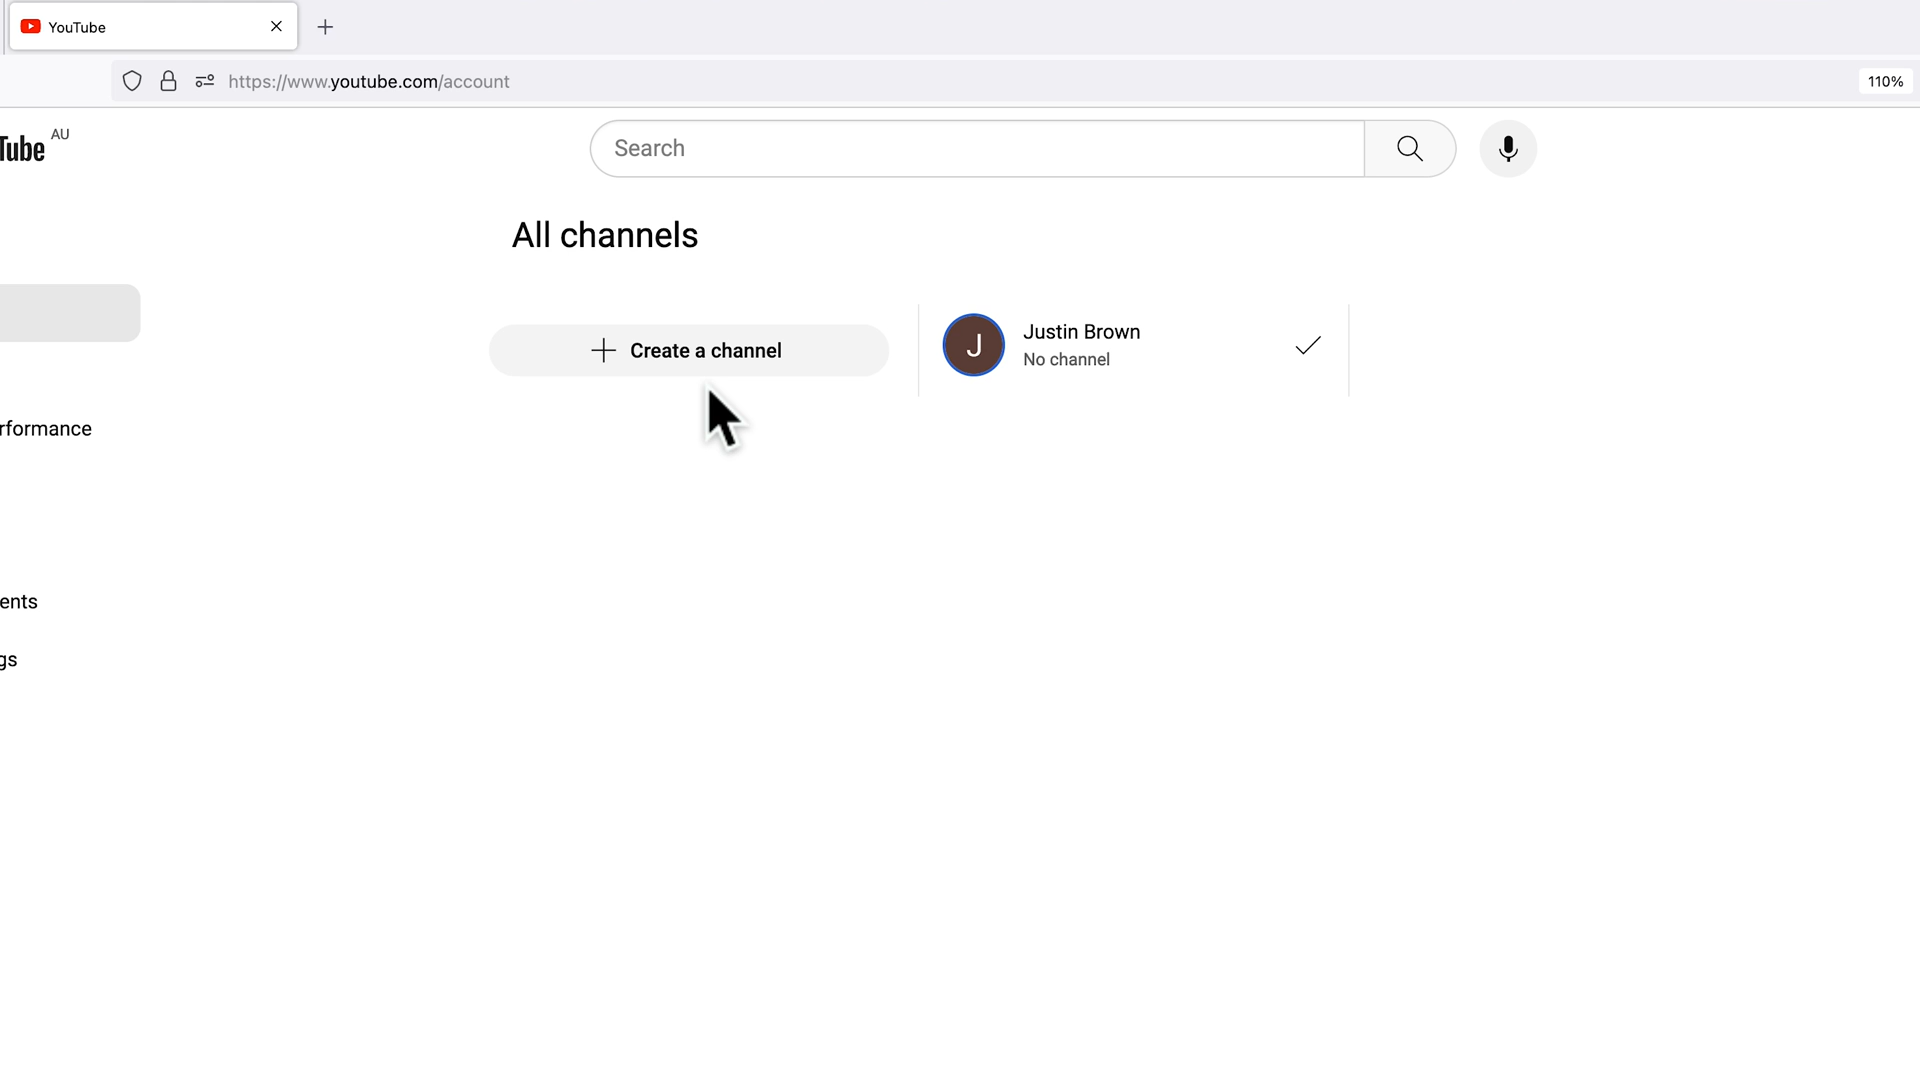 YouTube
https://www.youtube.com/account
110%
Tube AU
Search
All channels
Create a channel
Justin Brown
J
No channel
rformance
ents
gs